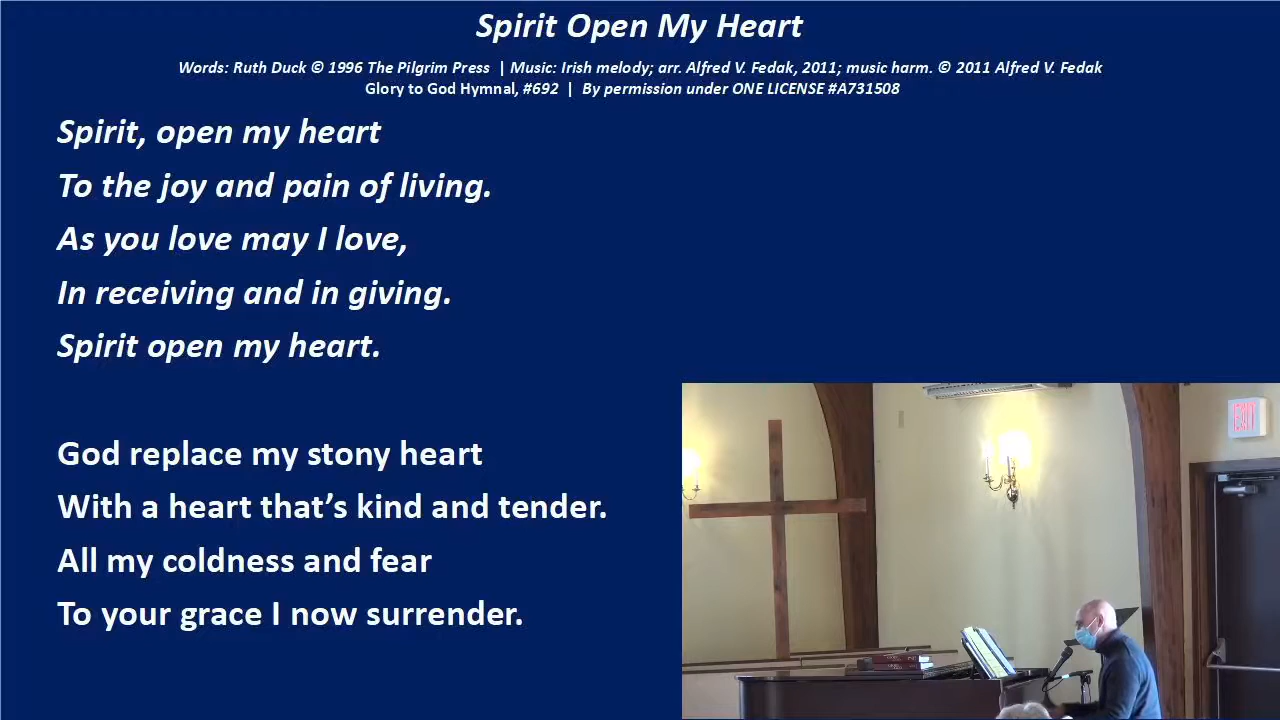 Spirit Open My Heart
Words: Ruth Duck © 1996 The Pilgrim Press | Music: Irish melody; arr. Alfred V. Fedak, 2011; music harm. © 2011 Alfred V. Fedak
Glory to God Hymnal, #692 | By permission under ONE LICENSE #A731508
Spirit, open my heart
To the joy and pain of living.
As you love may I love,
In receiving and in giving.
Spirit open my heart.
God replace my stony heart
With a heart that’s kind and tender.
All my coldness and fear
To your grace I now surrender.
EXIT